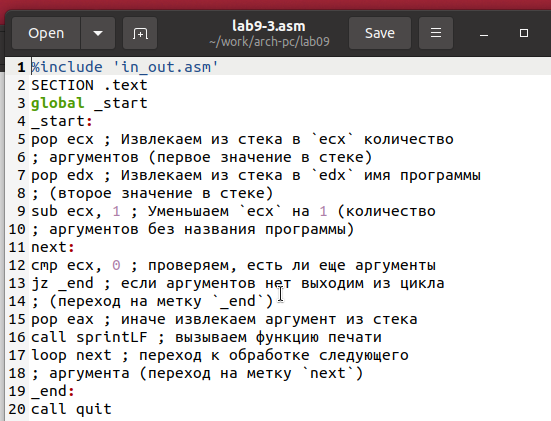 Open
lab9-3.asm
~/work/arch-pc/lab09
Save
1 %include 'in_out.asm'
2 SECTION .text
3 global _start
4 _start:
5 pop ecx ; Извлекаем из стека в `ecx` количество
6 ; аргументов (первое значение в стеке)
7 pop edx ; Извлекаем из стека в `edx` имя программы
8 ; (второе значение в стеке)
9 sub ecx, 1 ; Уменьшаем `ecx` на 1 (количество
10 ; аргументов без названия программы)
11 next:
12 cmp ecx, 0 ; проверяем, есть ли еще аргументы
13 jz _end ; если аргументов нет выходим из цикла
14 ; (переход на метку `_end`)
15 pop eax ; иначе извлекаем аргумент из стека
16 call sprintLF ; вызываем функцию печати
17 loop next ; переход к обработке следующего
18 ; аргумента (переход на метку `next`)
19 _end:
20 call quit